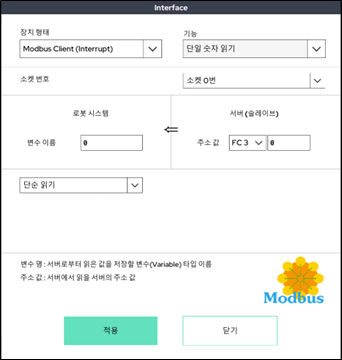 Interface
장치 형태
기능
Modbus Client (Interrupt)
단일 숫자 읽기
소켓 번호
소켓 0번
로봇 시스템
서버 (슬레이브)
변수 이름
0
주소 값
FC 3
0
단순 읽기
변수 명 : 서버로부터 읽은 값을 저장할 변수(Variable) 타입 이름
주소 값 : 서버에서 읽을 서버의 주소 값
Modbus
적용
닫기